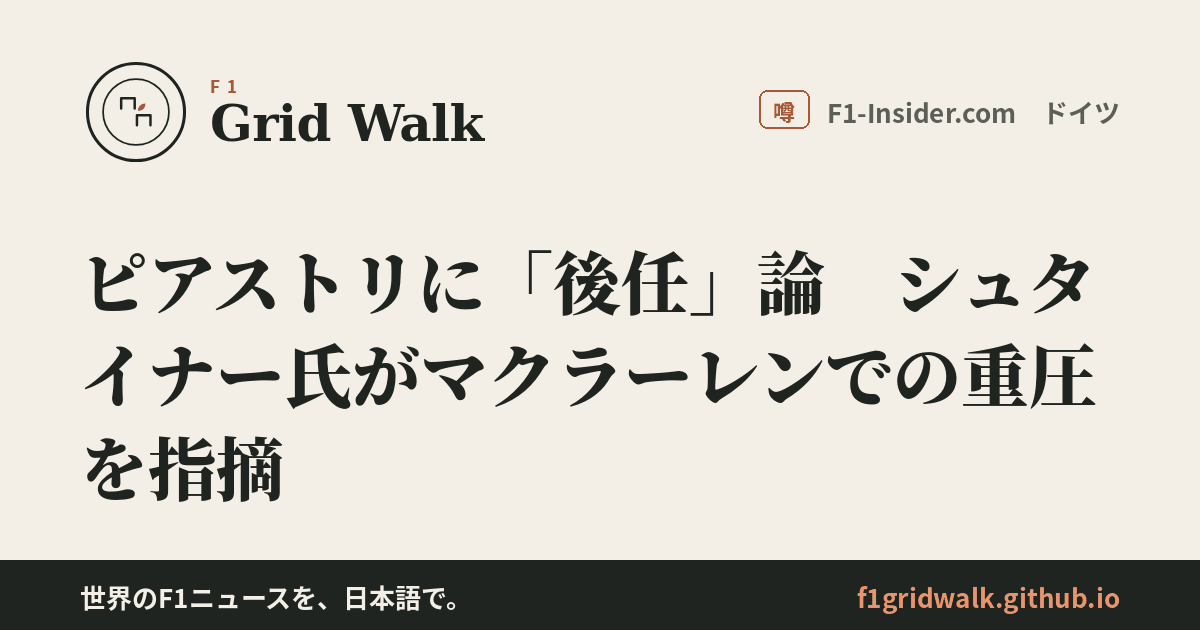 F1
Grid Walk
噂 F1-Insider.com　ドイツ
ピアストリに「後任」論　シュタ
イナー氏がマクラーレンでの重圧
を指摘
世界のF1ニュースを、日本語で。
f1gridwalk.github.io